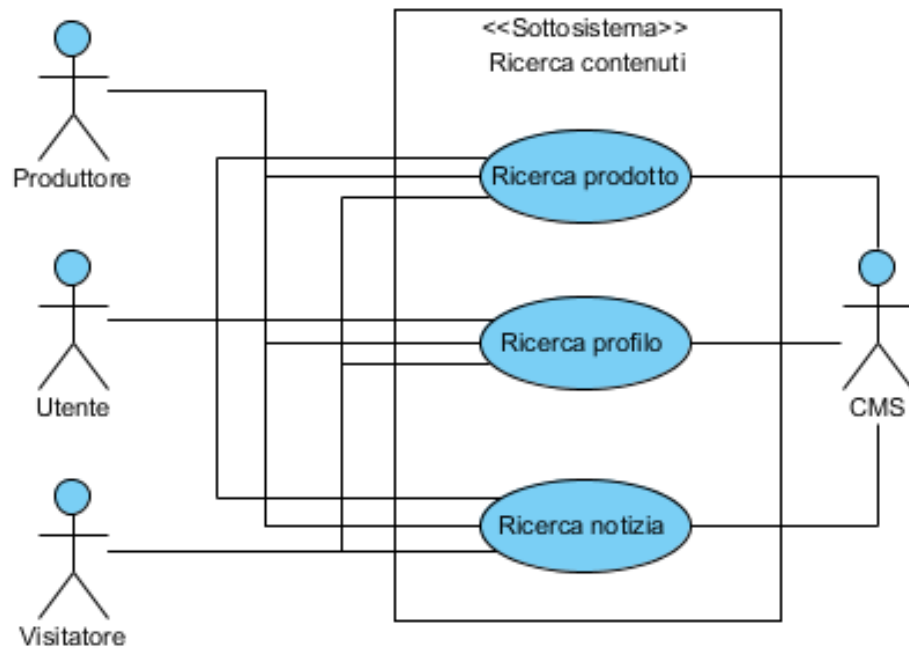 <<Sottosistema>>
Ricerca contenuti
Produttore
Ricerca prodotto
Utente
Ricerca profilo
CMS
Visitatore
Ricerca notizia